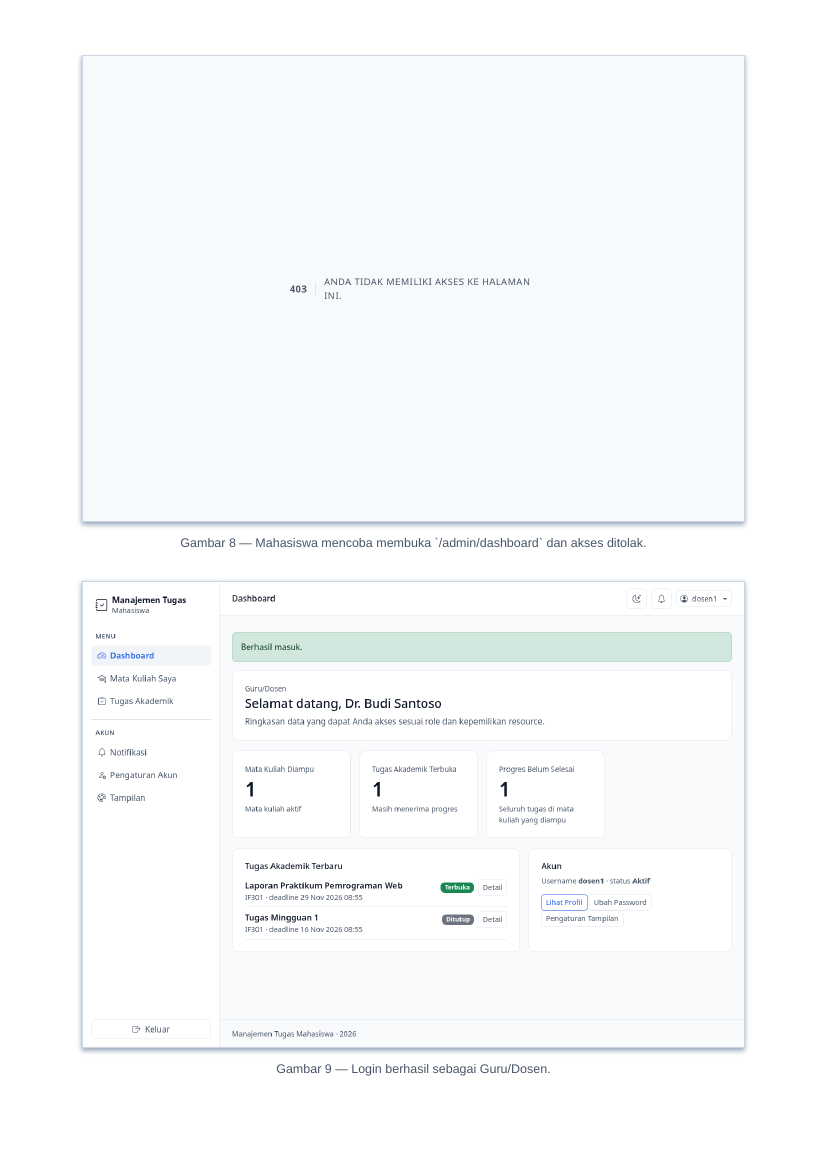 403
ANDA TIDAK MEMILIKI AKSES KE HALAMAN
INI.
Gambar 8 — Mahasiswa mencoba membuka `/admin/dashboard` dan akses ditolak.
Manajemen Tugas
Mahasiswa
MENU
Dashboard
Mata Kuliah Saya
Tugas Akademik
AKUN
Notifikasi
Pengaturan Akun
Tampilan
Keluar
Dashboard
dosen1
Berhasil masuk.
Guru/Dosen
Selamat datang, Dr. Budi Santoso
Ringkasan data yang dapat Anda akses sesuai role dan kepemilikan resource.
Mata Kuliah Diampu
1
Mata kuliah aktif
Tugas Akademik Terbuka
1
Masih menerima progres
Progres Belum Selesai
1
Seluruh tugas di mata
kuliah yang diampu
Tugas Akademik Terbaru
Laporan Praktikum Pemrograman Web
IF301 · deadline 29 Nov 2026 08:55
Terbuka
Detail
Tugas Mingguan 1
IF301 · deadline 16 Nov 2026 08:55
Ditutup
Detail
Akun
Username dosen1 · status Aktif
Lihat Profil
Ubah Password
Pengaturan Tampilan
Manajemen Tugas Mahasiswa · 2026
Gambar 9 — Login berhasil sebagai Guru/Dosen.